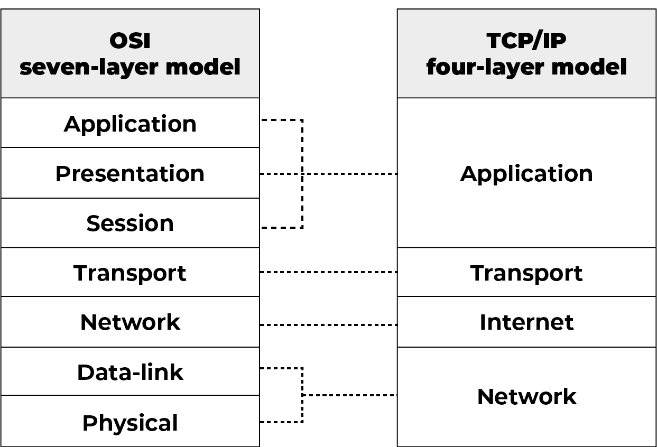 OSI
seven-layer model
Application
Presentation
Session
Transport
Network
Data-link
Physical
TCP/IP
four-layer model
Application
Transport
Internet
Network